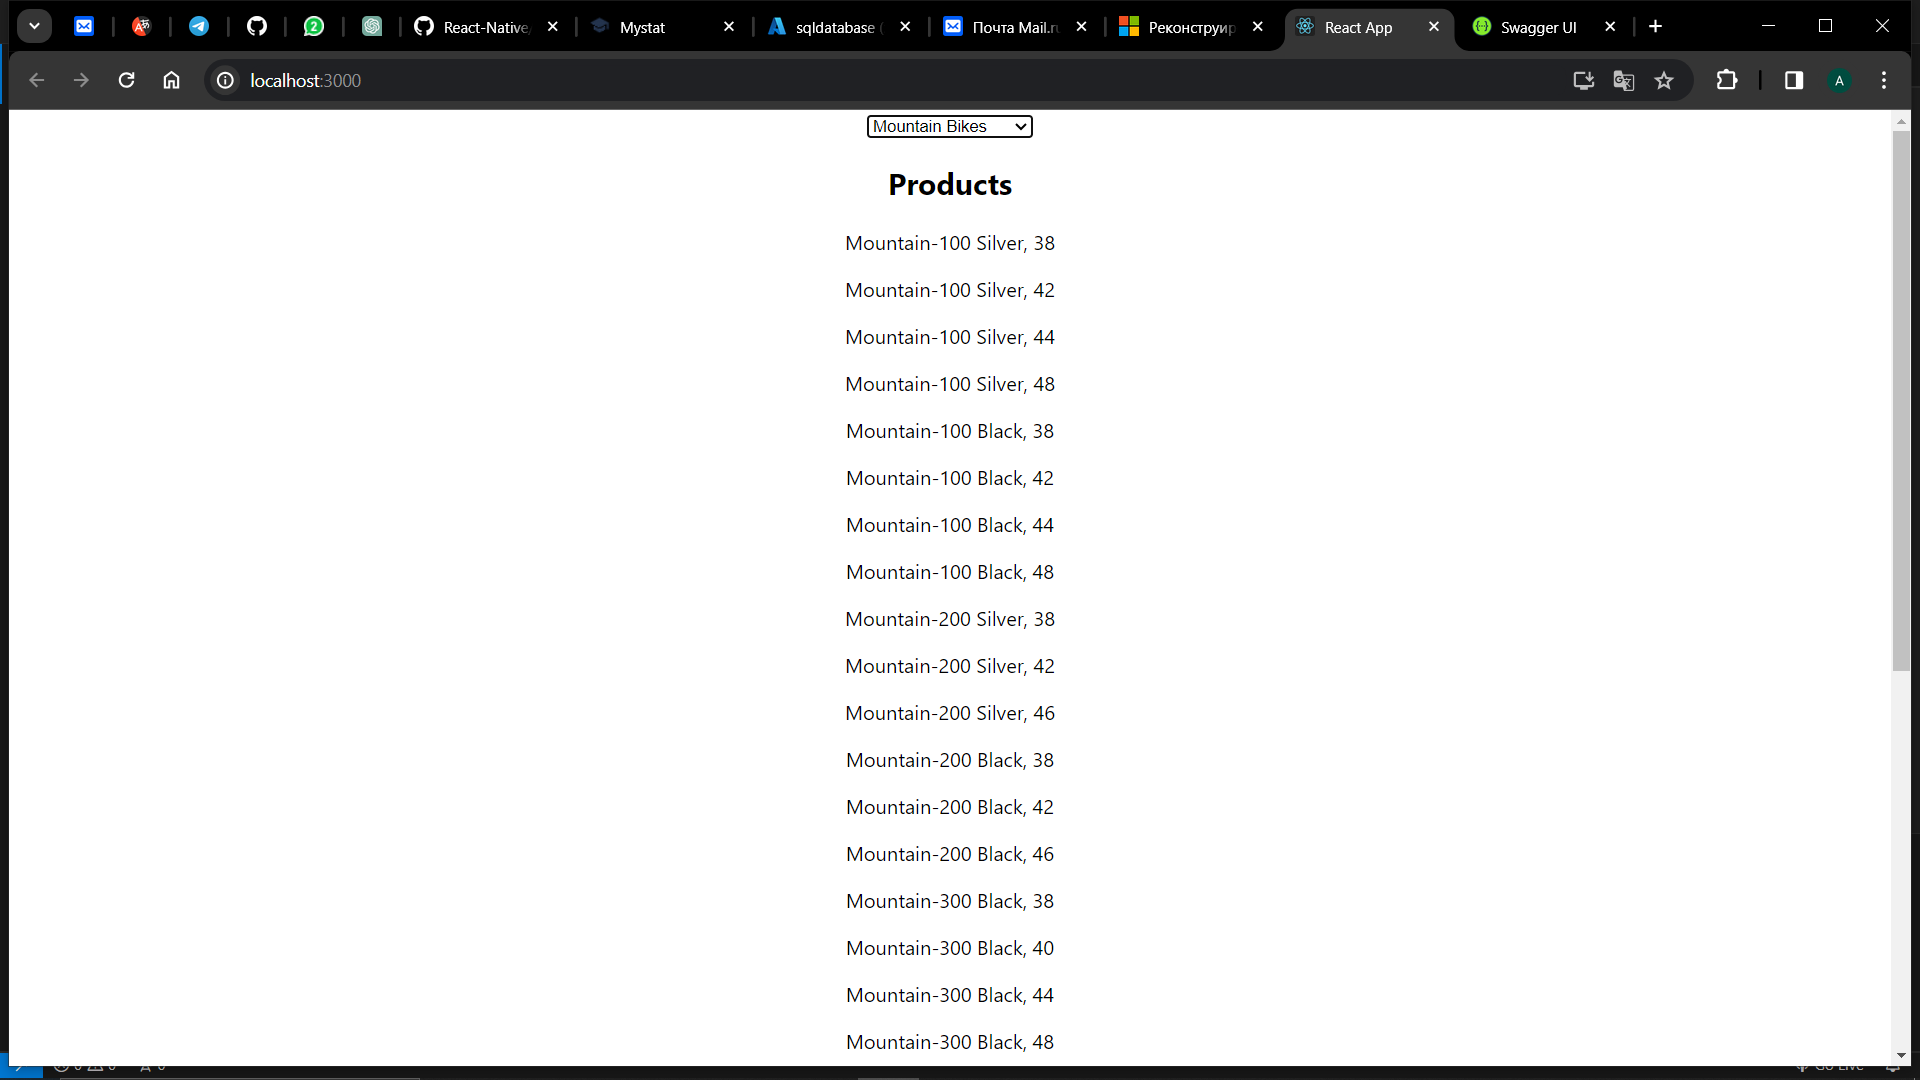 2
React-Native
Mystat
sqldatabase (
Почта Mail.ru
Реконструир
React App
Swagger UI
localhost:3000
A
Mountain Bikes
Products
Mountain-100 Silver, 38
Mountain-100 Silver, 42
Mountain-100 Silver, 44
Mountain-100 Silver, 48
Mountain-100 Black, 38
Mountain-100 Black, 42
Mountain-100 Black, 44
Mountain-100 Black, 48
Mountain-200 Silver, 38
Mountain-200 Silver, 42
Mountain-200 Silver, 46
Mountain-200 Black, 38
Mountain-200 Black, 42
Mountain-200 Black, 46
Mountain-300 Black, 38
Mountain-300 Black, 40
Mountain-300 Black, 44
Mountain-300 Black, 48
Go Live